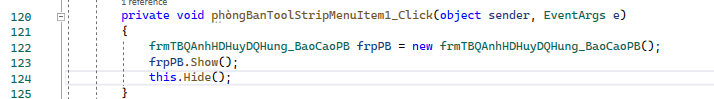 1 reference
120 private void phòngBanToolStripMenuItem1_Click(object sender, EventArgs e)
121 {
122 frmTBQAnhHDHuyDQHung_BaoCaoPB frpPB = new frmTBQAnhHDHuyDQHung_BaoCaoPB();
123 frpPB.Show();
124 this.Hide();
125 }